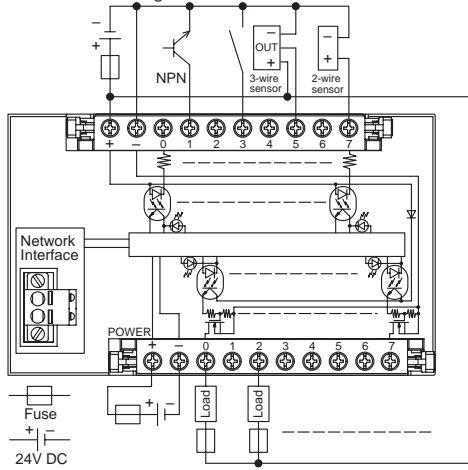 −
+
NPN
OUT
−
+
3-wire
sensor
−
+
2-wire
sensor
+ − 0 1 2 3 4 5 6 7
Network
Interface
POWER
+ − 0 1 2 3 4 5 6 7
Fuse
+ −
24V DC
+ −
Load
Load